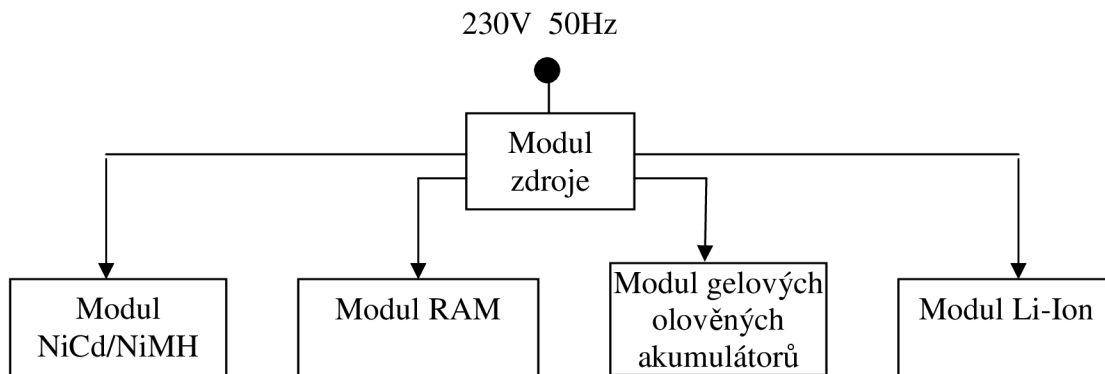 230V 50Hz
Modul
zdroje
Modul
NiCd/NiMH
Modul RAM
Modul gelových
olověných
akumulátorů
Modul Li-Ion